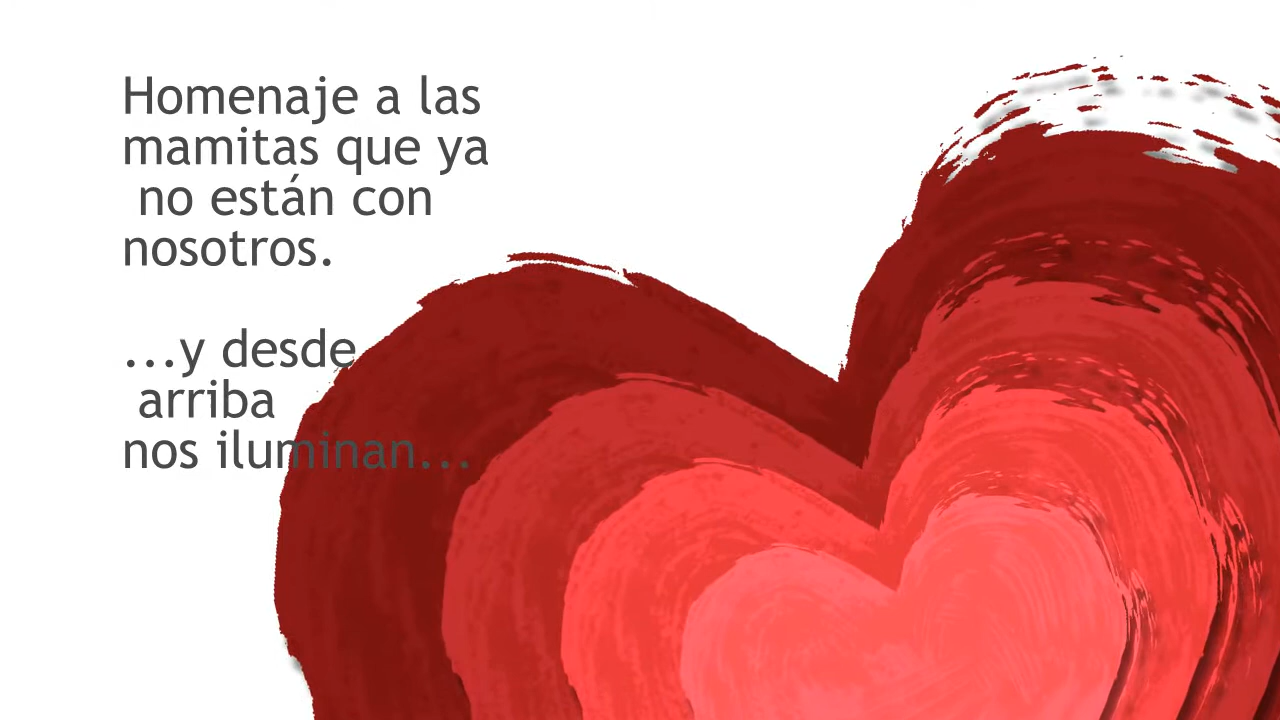 Homenaje a las
mamitas que ya
no están con
nosotros.
...y desde
arriba
nos iluminan...